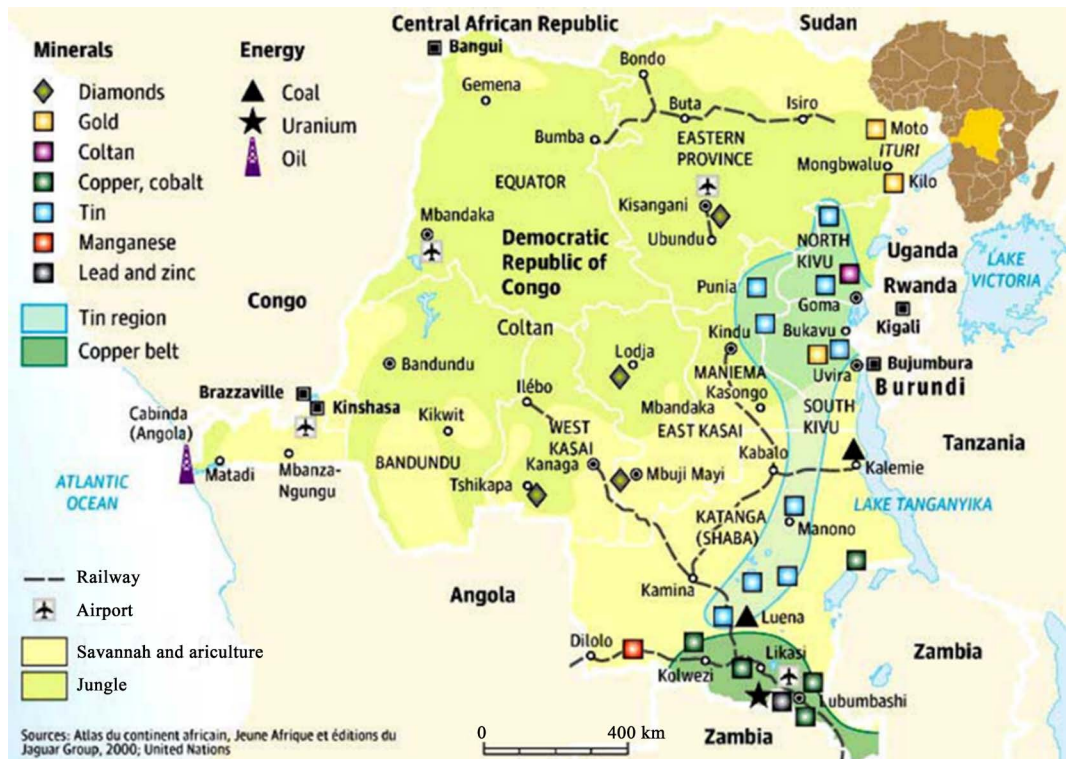 Minerals
Diamonds
Gold
Coltan
Copper, cobalt
Tin
Manganese
Lead and zinc
Tin region
Copper belt
Energy
Coal
Uranium
Oil
Central African Republic
Sudan
Bangui
Bondo
Gemena
Buta
Isiro
Bumba
EASTERN
PROVINCE
Moto
ITURI
Mongbwalu
Kilo
EQUATOR
Kisangani
Mbandaka
Ubundu
Democratic
Republic of
Congo
NORTH
KIVU
Uganda
LAKE
VICTORIA
Punia
Rwanda
Congo
Goma
Kigali
Coltan
Kindu
Bukavu
Lodja
Bandundu
MANIEMA
Uvira
Bujumbura
Burundi
Brazzaville
Kinshasa
Ilébo
Kasongo
Cabinda
(Angola)
Kikwit
Mbandaka
SOUTH
KIVU
WEST
KASAI
EAST KASAI
Tanzania
Kanaga
Kabalo
Kalemie
BANDUNDU
Matadi
Mbanza-
Ngungu
Mbuji Mayi
Tshikapa
ATLANTIC
OCEAN
LAKE TANGANYIKA
KATANGA
(SHABA)
Manono
Railway
Airport
Savannah and ariculture
Jungle
Angola
Kamina
Luena
Dilolo
Likasi
Kolwezi
Zambia
Lubumbashi
Zambia
0 400 km
Sources: Atlas du continent africain, Jeune Afrique et éditions du
Jaguar Group, 2000; United Nations